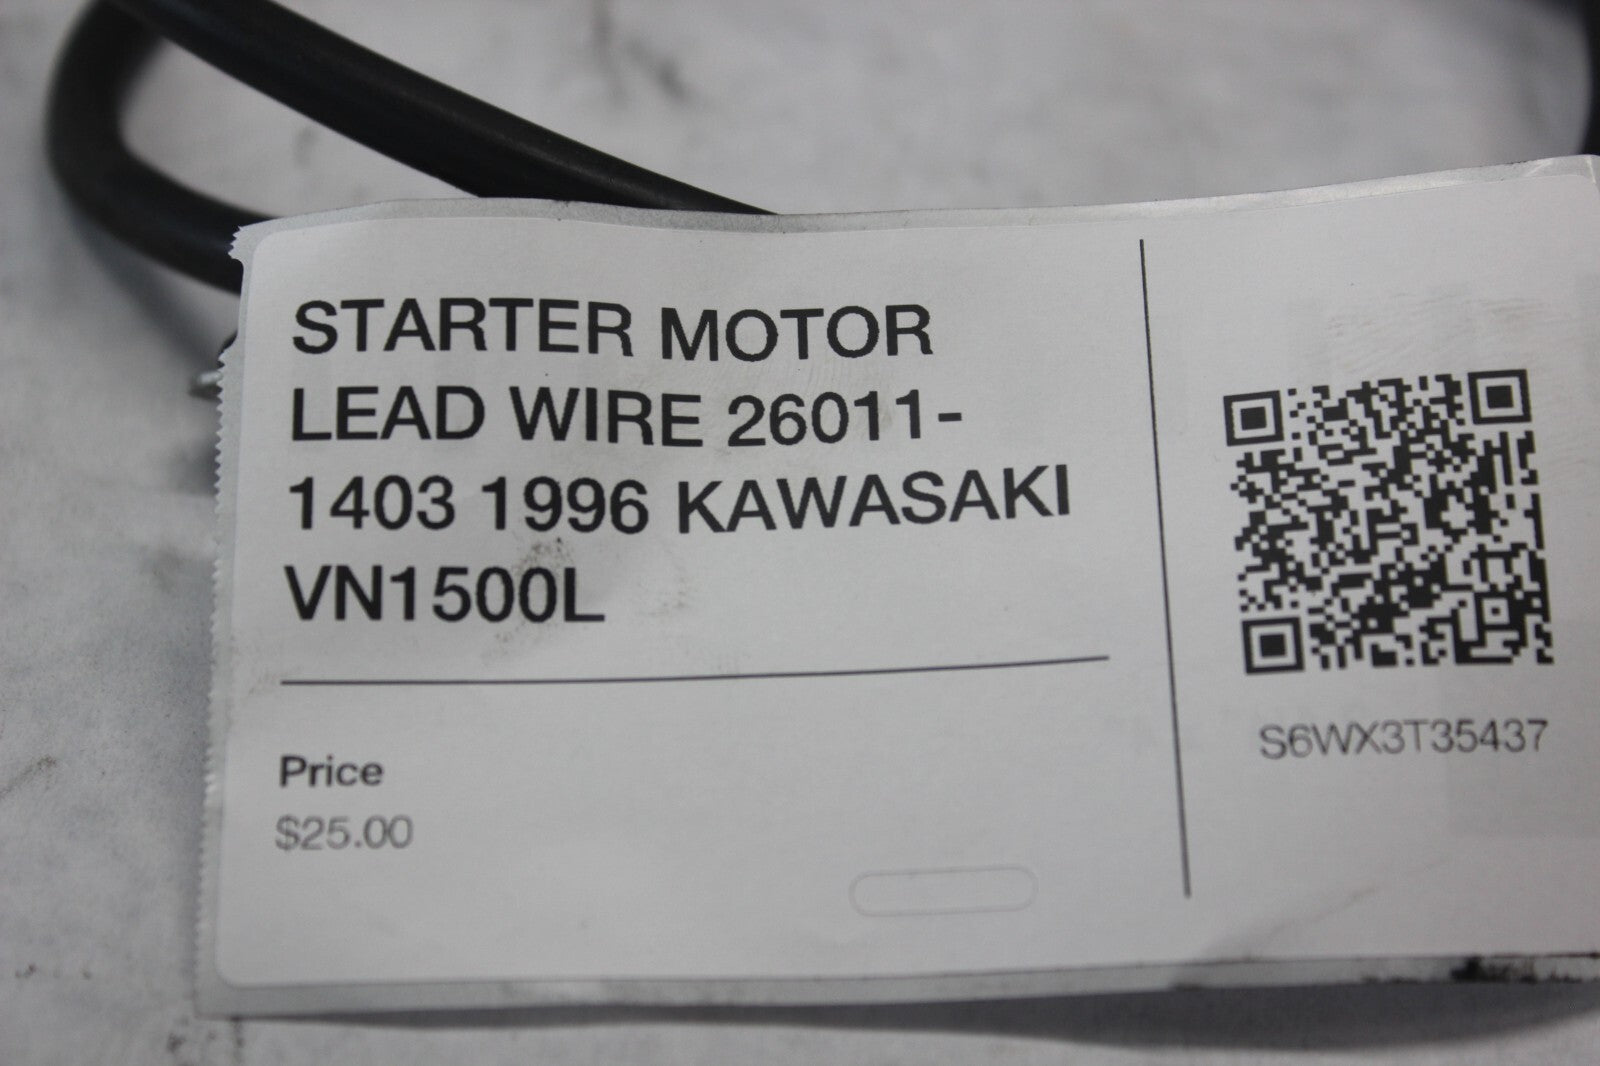 STARTER MOTOR
LEAD WIRE 26011-
1403 1996 KAWASAKI
VN1500L
Price
$25.00
S6WX3T35437